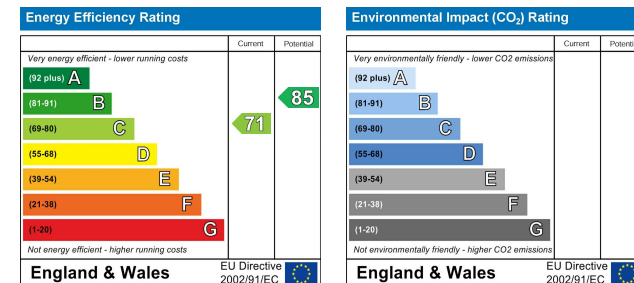 Energy Efficiency Rating
Current Potential
Very energy efficient - lower running costs
(92 plus) A
(81-91) B
85
(69-80) C
71
(55-68) D
(39-54) E
(21-38) F
(1-20) G
Not energy efficient - higher running costs
England & Wales
EU Directive
2002/91/EC
Environmental Impact (CO₂) Rating
Current Potenti
Very environmentally friendly - lower CO2 emissions
(92 plus) A
(81-91) B
(69-80) C
(55-68) D
(39-54) E
(21-38) F
(1-20) G
Not environmentally friendly - higher CO2 emissions
England & Wales
EU Directive
2002/91/EC